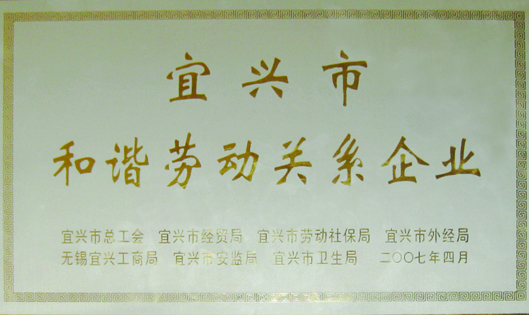 宜兴市
和谐劳动关系企业
宜兴市总工会 宜兴市经贸局 宜兴市劳动社保局 宜兴市外经局
无锡宜兴工商局 宜兴市安监局 宜兴市卫生局 二〇〇七年四月